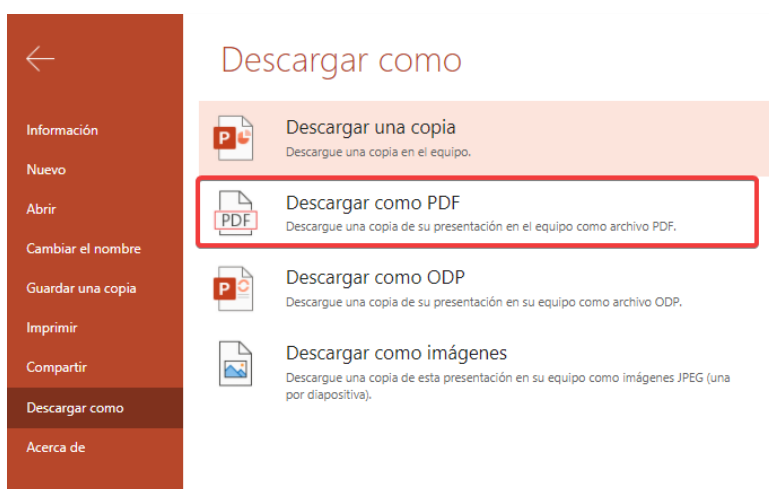 Descargar como
Información
Nuevo
Abrir
Cambiar el nombre
Guardar una copia
Imprimir
Compartir
Descargar como
Acerca de
P
Descargar una copia
Descargue una copia en el equipo.
PDF
Descargar como PDF
Descargue una copia de su presentación en el equipo como archivo PDF.
P
Descargar como ODP
Descargue una copia de su presentación en su equipo como archivo ODP.
Descargar como imágenes
Descargue una copia de esta presentación en su equipo como imágenes JPEG (una
por diapositiva).